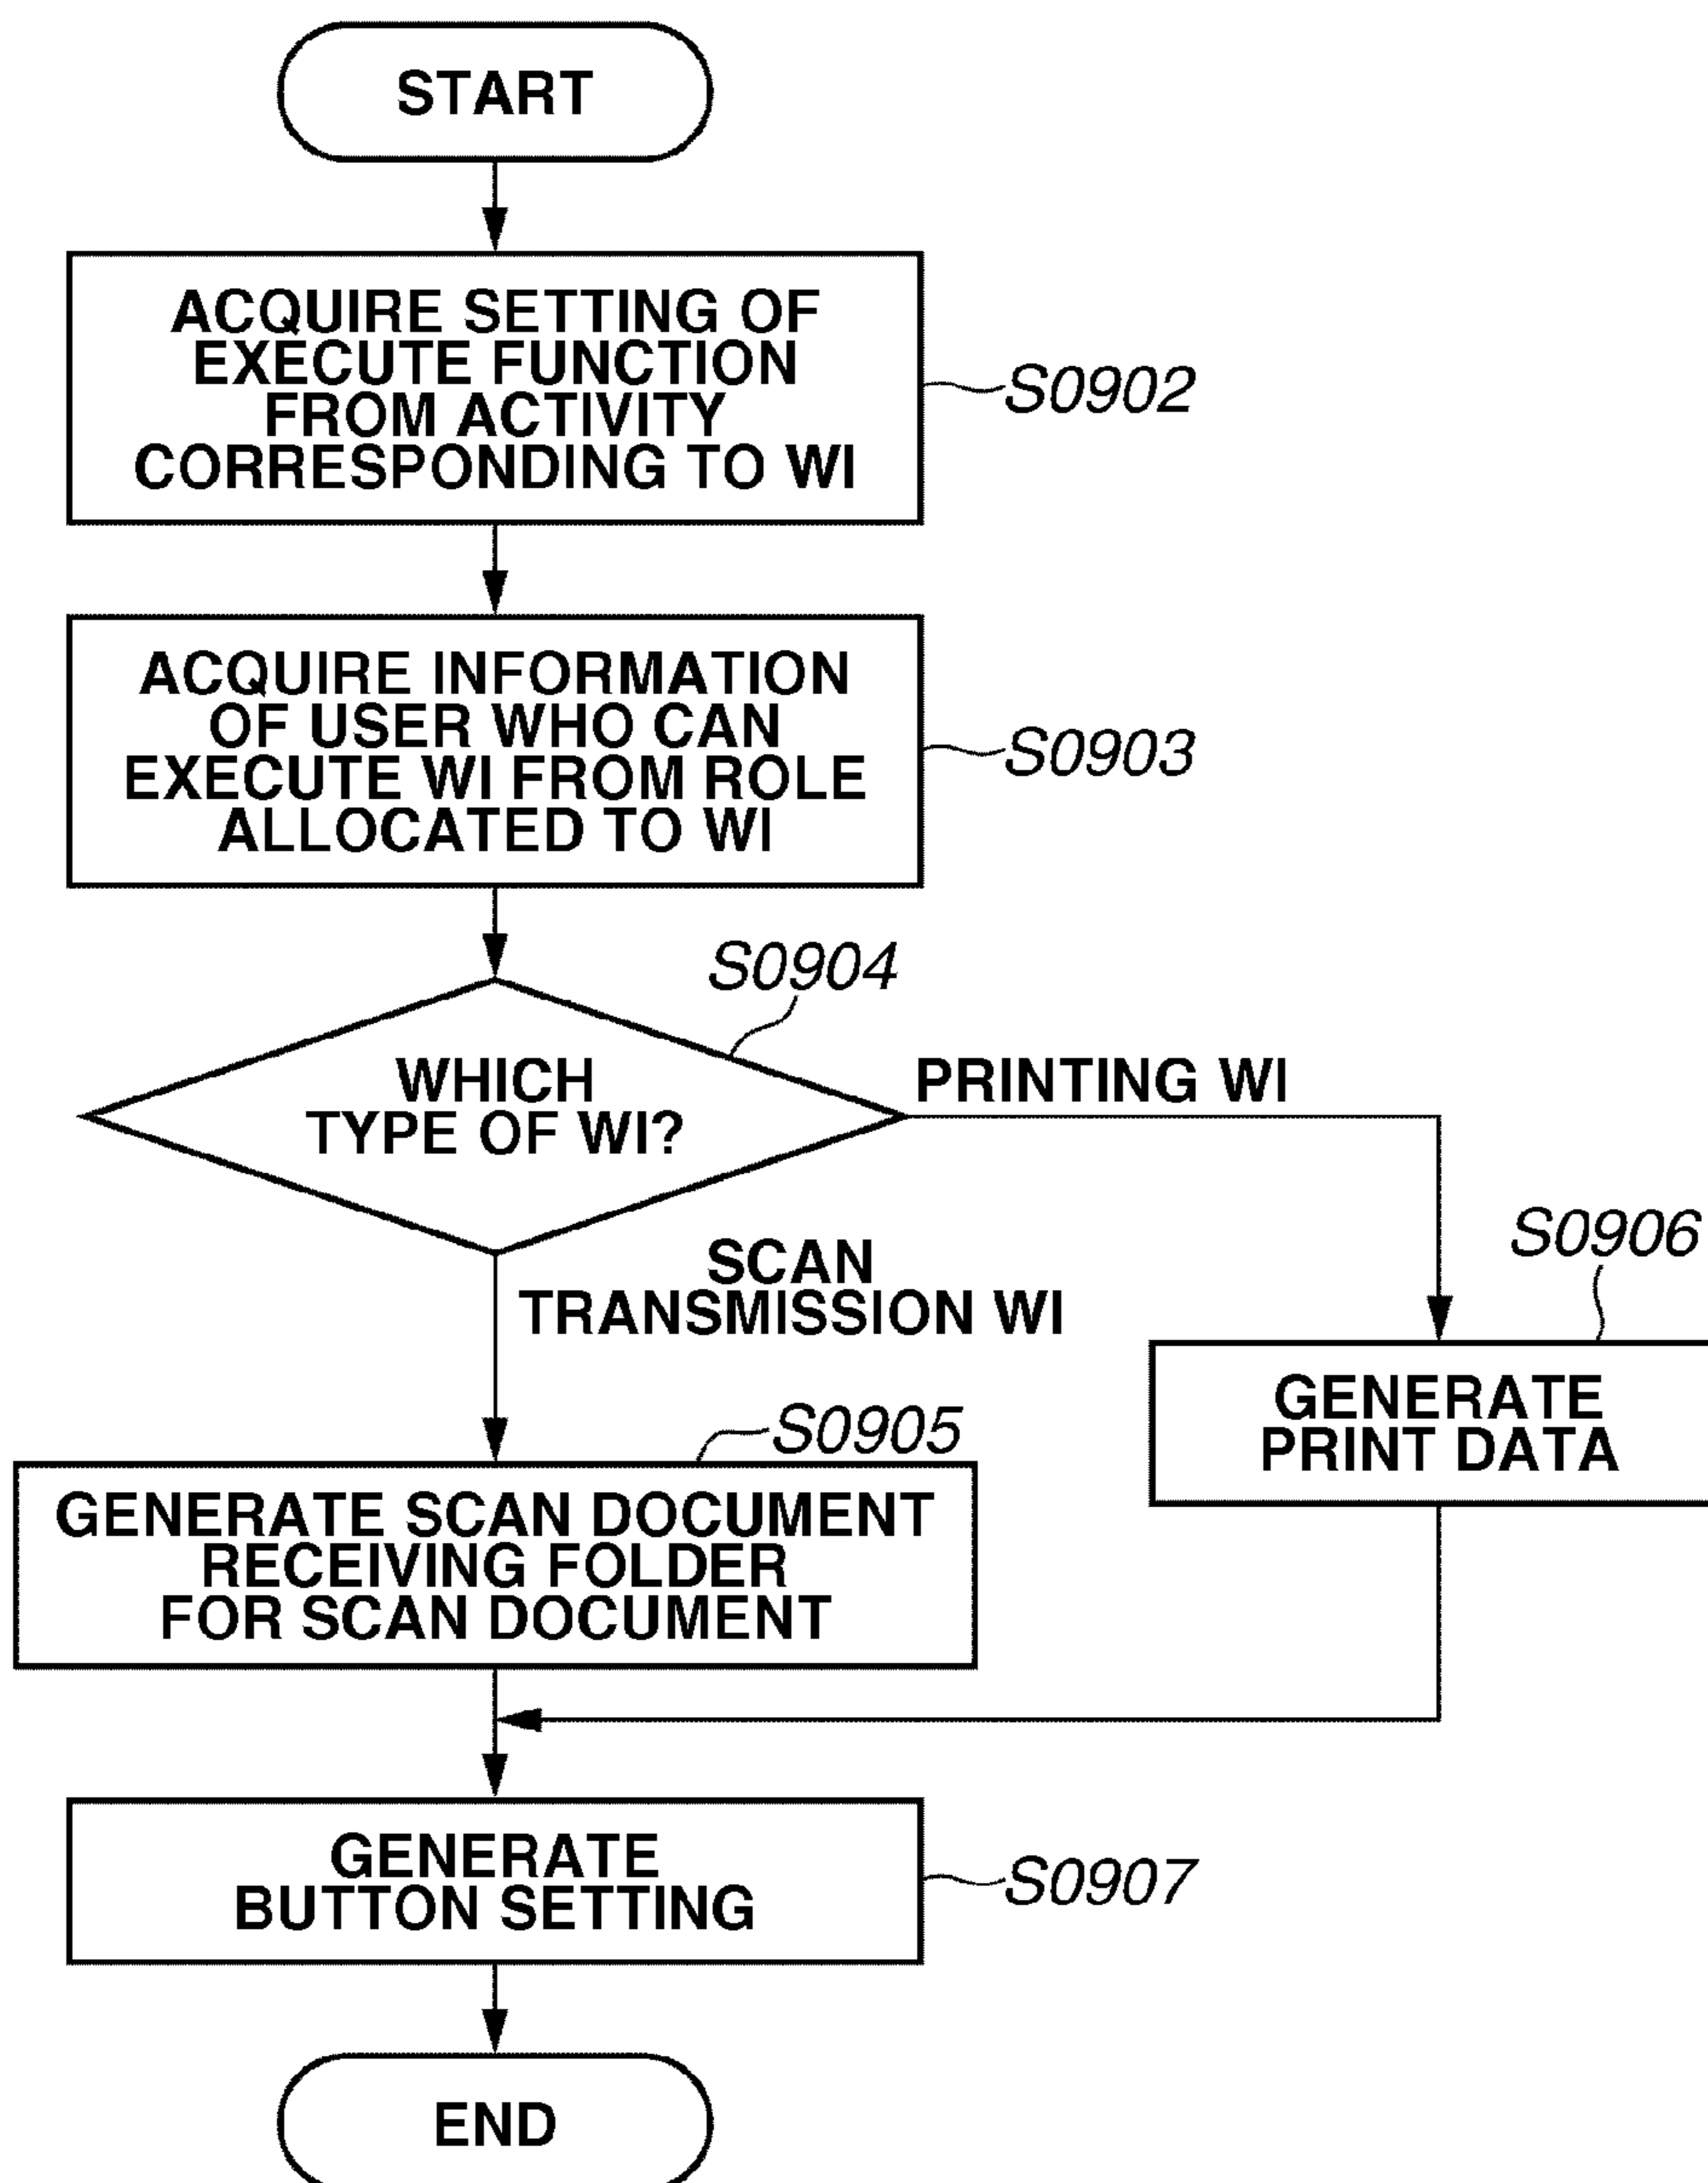 START
ACQUIRE SETTING OF
EXECUTE FUNCTION
FROM ACTIVITY
CORRESPONDING TO WI
S0902
ACQUIRE INFORMATION
OF USER WHO CAN
EXECUTE WI FROM ROLE
ALLOCATED TO WI
S0903
S0904
WHICH
TYPE OF WI?
PRINTING WI
SCAN
TRANSMISSION WI
S0906
GENERATE
PRINT DATA
S0905
GENERATE SCAN DOCUMENT
RECEIVING FOLDER
FOR SCAN DOCUMENT
GENERATE
BUTTON SETTING
S0907
END